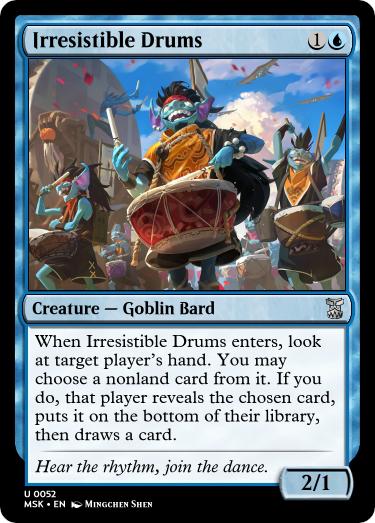 Irresistible Drums 1
Creature — Goblin Bard
When Irresistible Drums enters, look
at target player's hand. You may
choose a nonland card from it. If you
do, that player reveals the chosen card,
puts it on the bottom of their library,
then draws a card.
Hear the rhythm, join the dance.
2/1
U 0052
MSK • EN Mingchen Shen